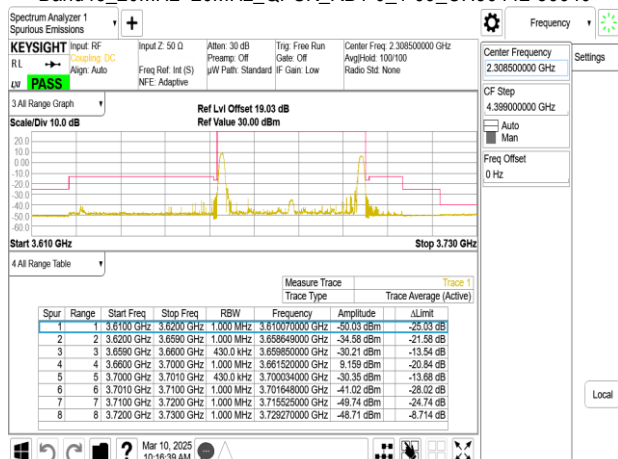 Spectrum Analyzer 1
Spurious Emissions
Frequency
KEYSIGHT Input: RF
RL
Coupling: DC
Align: Auto
Input Z: 50 Ω
Freq Ref: Int (S)
NFE: Adaptive
Atten: 30 dB
Preamp: Off
µW Path: Standard
Trig: Free Run
Gate: Off
IF Gain: Low
Center Freq: 2.308500000 GHz
Avg|Hold: 100/100
Radio Std: None
PASS
Center Frequency
2.308500000 GHz
Settings
CF Step
4.399000000 GHz
Auto
Man
Freq Offset
0 Hz
3 All Range Graph
Scale/Div 10.0 dB
Ref Lvl Offset 19.03 dB
Ref Value 30.00 dBm
20.0
10.0
0.00
-10.0
-20.0
-30.0
-40.0
-50.0
-60.0
Start 3.610 GHz
Stop 3.730 GHz
4 All Range Table
Measure Trace Trace 1
Trace Type Trace Average (Active)
Spur Range Start Freq Stop Freq RBW Frequency Amplitude ΔLimit
1 1 3.6100 GHz 3.6200 GHz 1.000 MHz 3.610070000 GHz -50.03 dBm -25.03 dB
2 2 3.6200 GHz 3.6590 GHz 1.000 MHz 3.658649000 GHz -34.58 dBm -21.58 dB
3 3 3.6590 GHz 3.6600 GHz 430.0 kHz 3.659850000 GHz -30.21 dBm -13.54 dB
4 4 3.6600 GHz 3.7000 GHz 1.000 MHz 3.661520000 GHz 9.159 dBm -20.84 dB
5 5 3.7000 GHz 3.7010 GHz 430.0 kHz 3.700034000 GHz -30.35 dBm -13.68 dB
6 6 3.7010 GHz 3.7100 GHz 1.000 MHz 3.701648000 GHz -41.02 dBm -28.02 dB
7 7 3.7100 GHz 3.7200 GHz 1.000 MHz 3.715525000 GHz -49.74 dBm -24.74 dB
8 8 3.7200 GHz 3.7300 GHz 1.000 MHz 3.729270000 GHz -48.71 dBm -8.714 dB
Local
Mar 10, 2025
10:16:39 AM